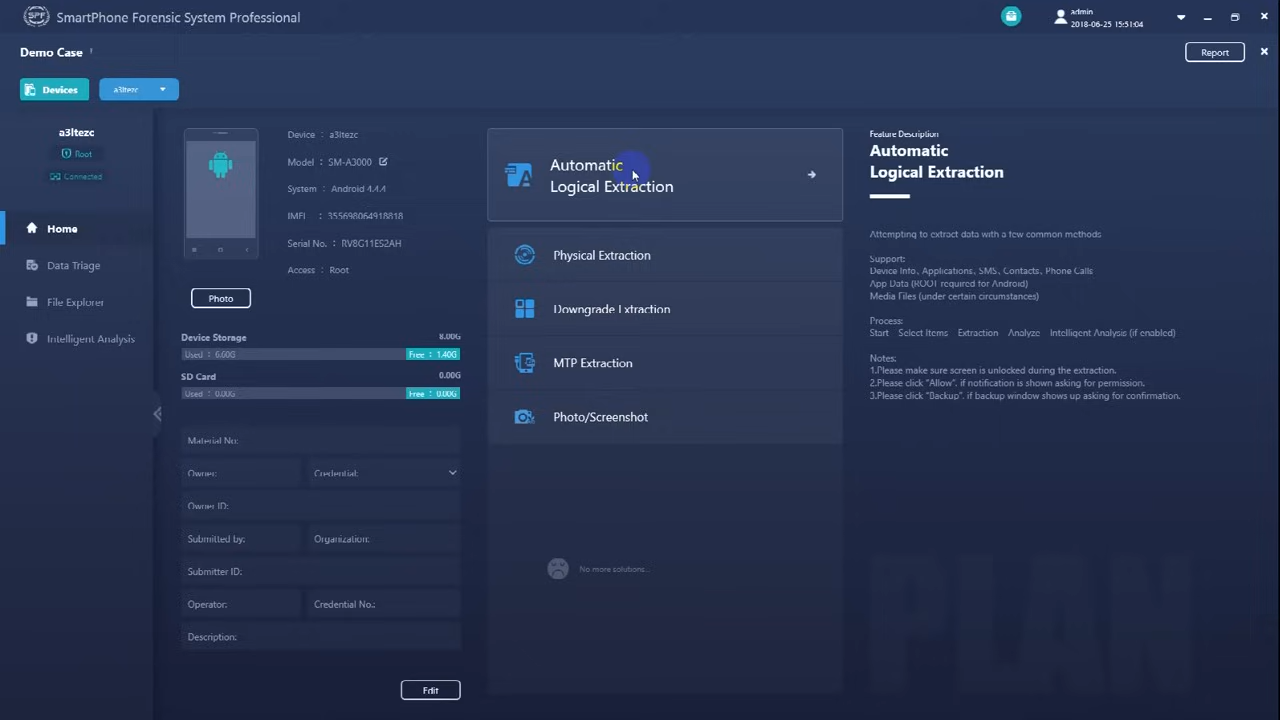 SPF
SmartPhone Forensic System Professional
admin
2018-06-25 15:51:04
Demo Case
Report
Devices
a3ltezc
a3ltezc
Root
Connected
Home
Data Triage
File Explorer
Intelligent Analysis
Device : a3ltezc
Model : SM-A3000
System : Android 4.4.4
IMEI : 355698064918818
Serial No. : RV8G11ES2AH
Access : Root
Photo
Device Storage 8.00G
Used : 6.60G Free : 1.40G
SD Card 0.00G
Used : 0.00G Free : 0.00G
Material No:
Owner: Credential:
Owner ID:
Submitted by: Organization:
Submitter ID:
Operator: Credential No.:
Description:
Edit
Automatic
Logical Extraction
Physical Extraction
Downgrade Extraction
MTP Extraction
Photo/Screenshot
No more solutions...
Feature Description
Automatic
Logical Extraction
Attempting to extract data with a few common methods
Support:
Device Info, Applications, SMS, Contacts, Phone Calls
App Data (ROOT required for Android)
Media Files (under certain circumstances)
Process:
Start Select Items Extraction Analyze Intelligent Analysis (if enabled)
Notes:
1.Please make sure screen is unlocked during the extraction.
2.Please click "Allow", if notification is shown asking for permission.
3.Please click "Backup", if backup window shows up asking for confirmation.
PLAN